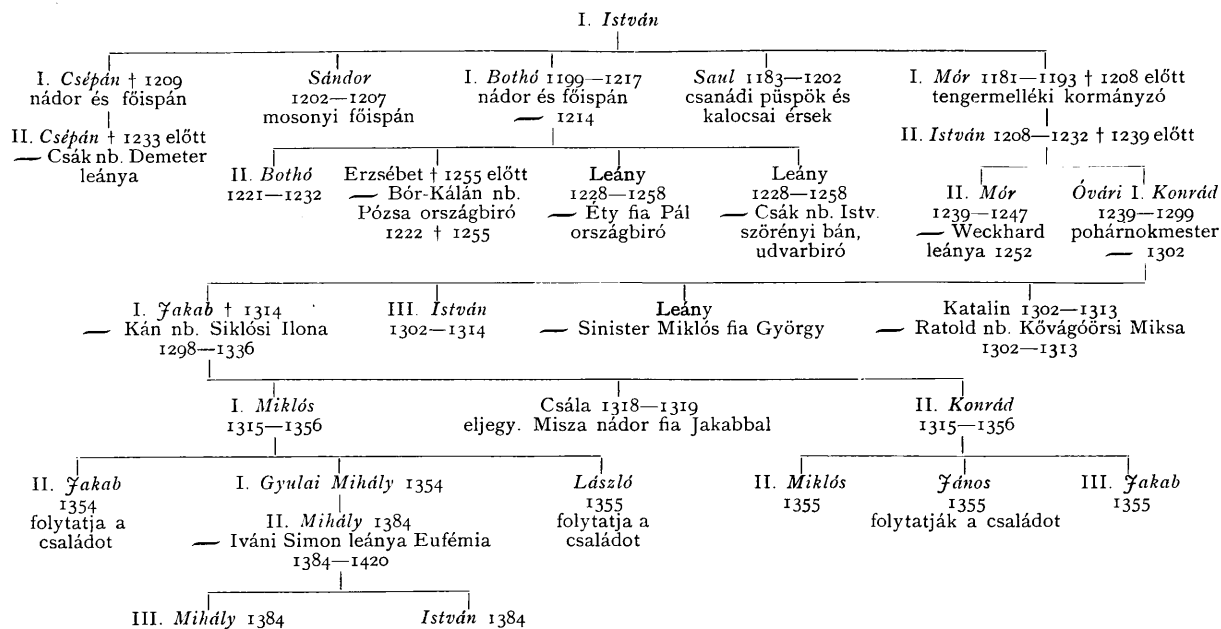 I. István
I. Csépán † 1209
nádor és főispán
II. Csépán † 1233 előtt
— Csák nb. Demeter
leánya
Sándor
1202—1207
mosonyi főispán
I. Bothó 1199—1217
nádor és főispán
— 1214
Saul 1183—1202
csanádi püspök és
kalocsai érsek
I. Mór 1181—1193 † 1208 előtt
tengermelléki kormányzó
II. István 1208—1232 † 1239 előtt
II. Bothó
1221—1232
Erzsébet † 1255 előtt
— Bór-Kálán nb.
Pózsa országbiró
1222 † 1255
Leány
1228—1258
— Éty fia Pál
országbiró
Leány
1228—1258
— Csák nb. Istv.
szörényi bán,
udvarbiró
II. Mór
1239—1247
— Weckhard
leánya 1252
Óvári I. Konrád
1239—1299
pohárnokmester
— 1302
I. Jakab † 1314
— Kán nb. Siklósi Ilona
1298—1336
III. István
1302—1314
Leány
— Sinister Miklós fia György
Katalin 1302—1313
— Ratold nb. Kővágóörsi Miksa
1302—1313
I. Miklós
1315—1356
Csála 1318—1319
eljegy. Misza nádor fia Jakabbal
II. Konrád
1315—1356
II. Jakab
1354
folytatja a
családot
I. Gyulai Mihály 1354
II. Mihály 1384
— Iváni Simon leánya Eufémia
1384—1420
László
1355
folytatja a
családot
II. Miklós
1355
János
1355
III. Jakab
1355
folytatják a családot
III. Mihály 1384
István 1384